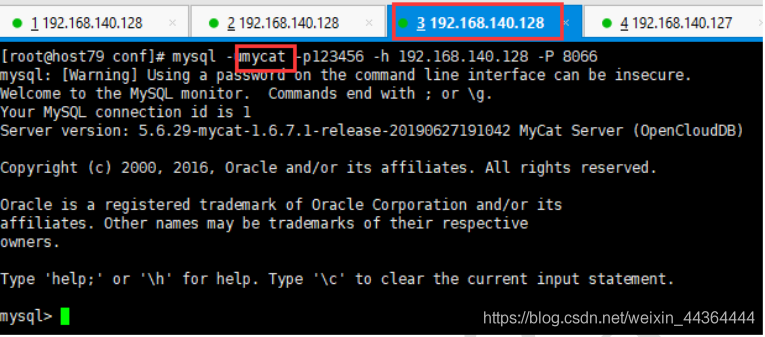 1 192.168.140.128 × 2 192.168.140.128 × 3 192.168.140.128 × 4 192.168.140.127
[root@host79 conf]# mysql -umycat -p123456 -h 192.168.140.128 -P 8066
mysql: [Warning] Using a password on the command line interface can be insecure.
Welcome to the MySQL monitor.  Commands end with ; or \g.
Your MySQL connection id is 1
Server version: 5.6.29-mycat-1.6.7.1-release-20190627191042 MyCat Server (OpenCloudDB)
Copyright (c) 2000, 2016, Oracle and/or its affiliates. All rights reserved.
Oracle is a registered trademark of Oracle Corporation and/or its
affiliates. Other names may be trademarks of their respective
owners.
Type 'help;' or '\h' for help. Type '\c' to clear the current input statement.
mysql>
https://blog.csdn.net/weixin_44364444